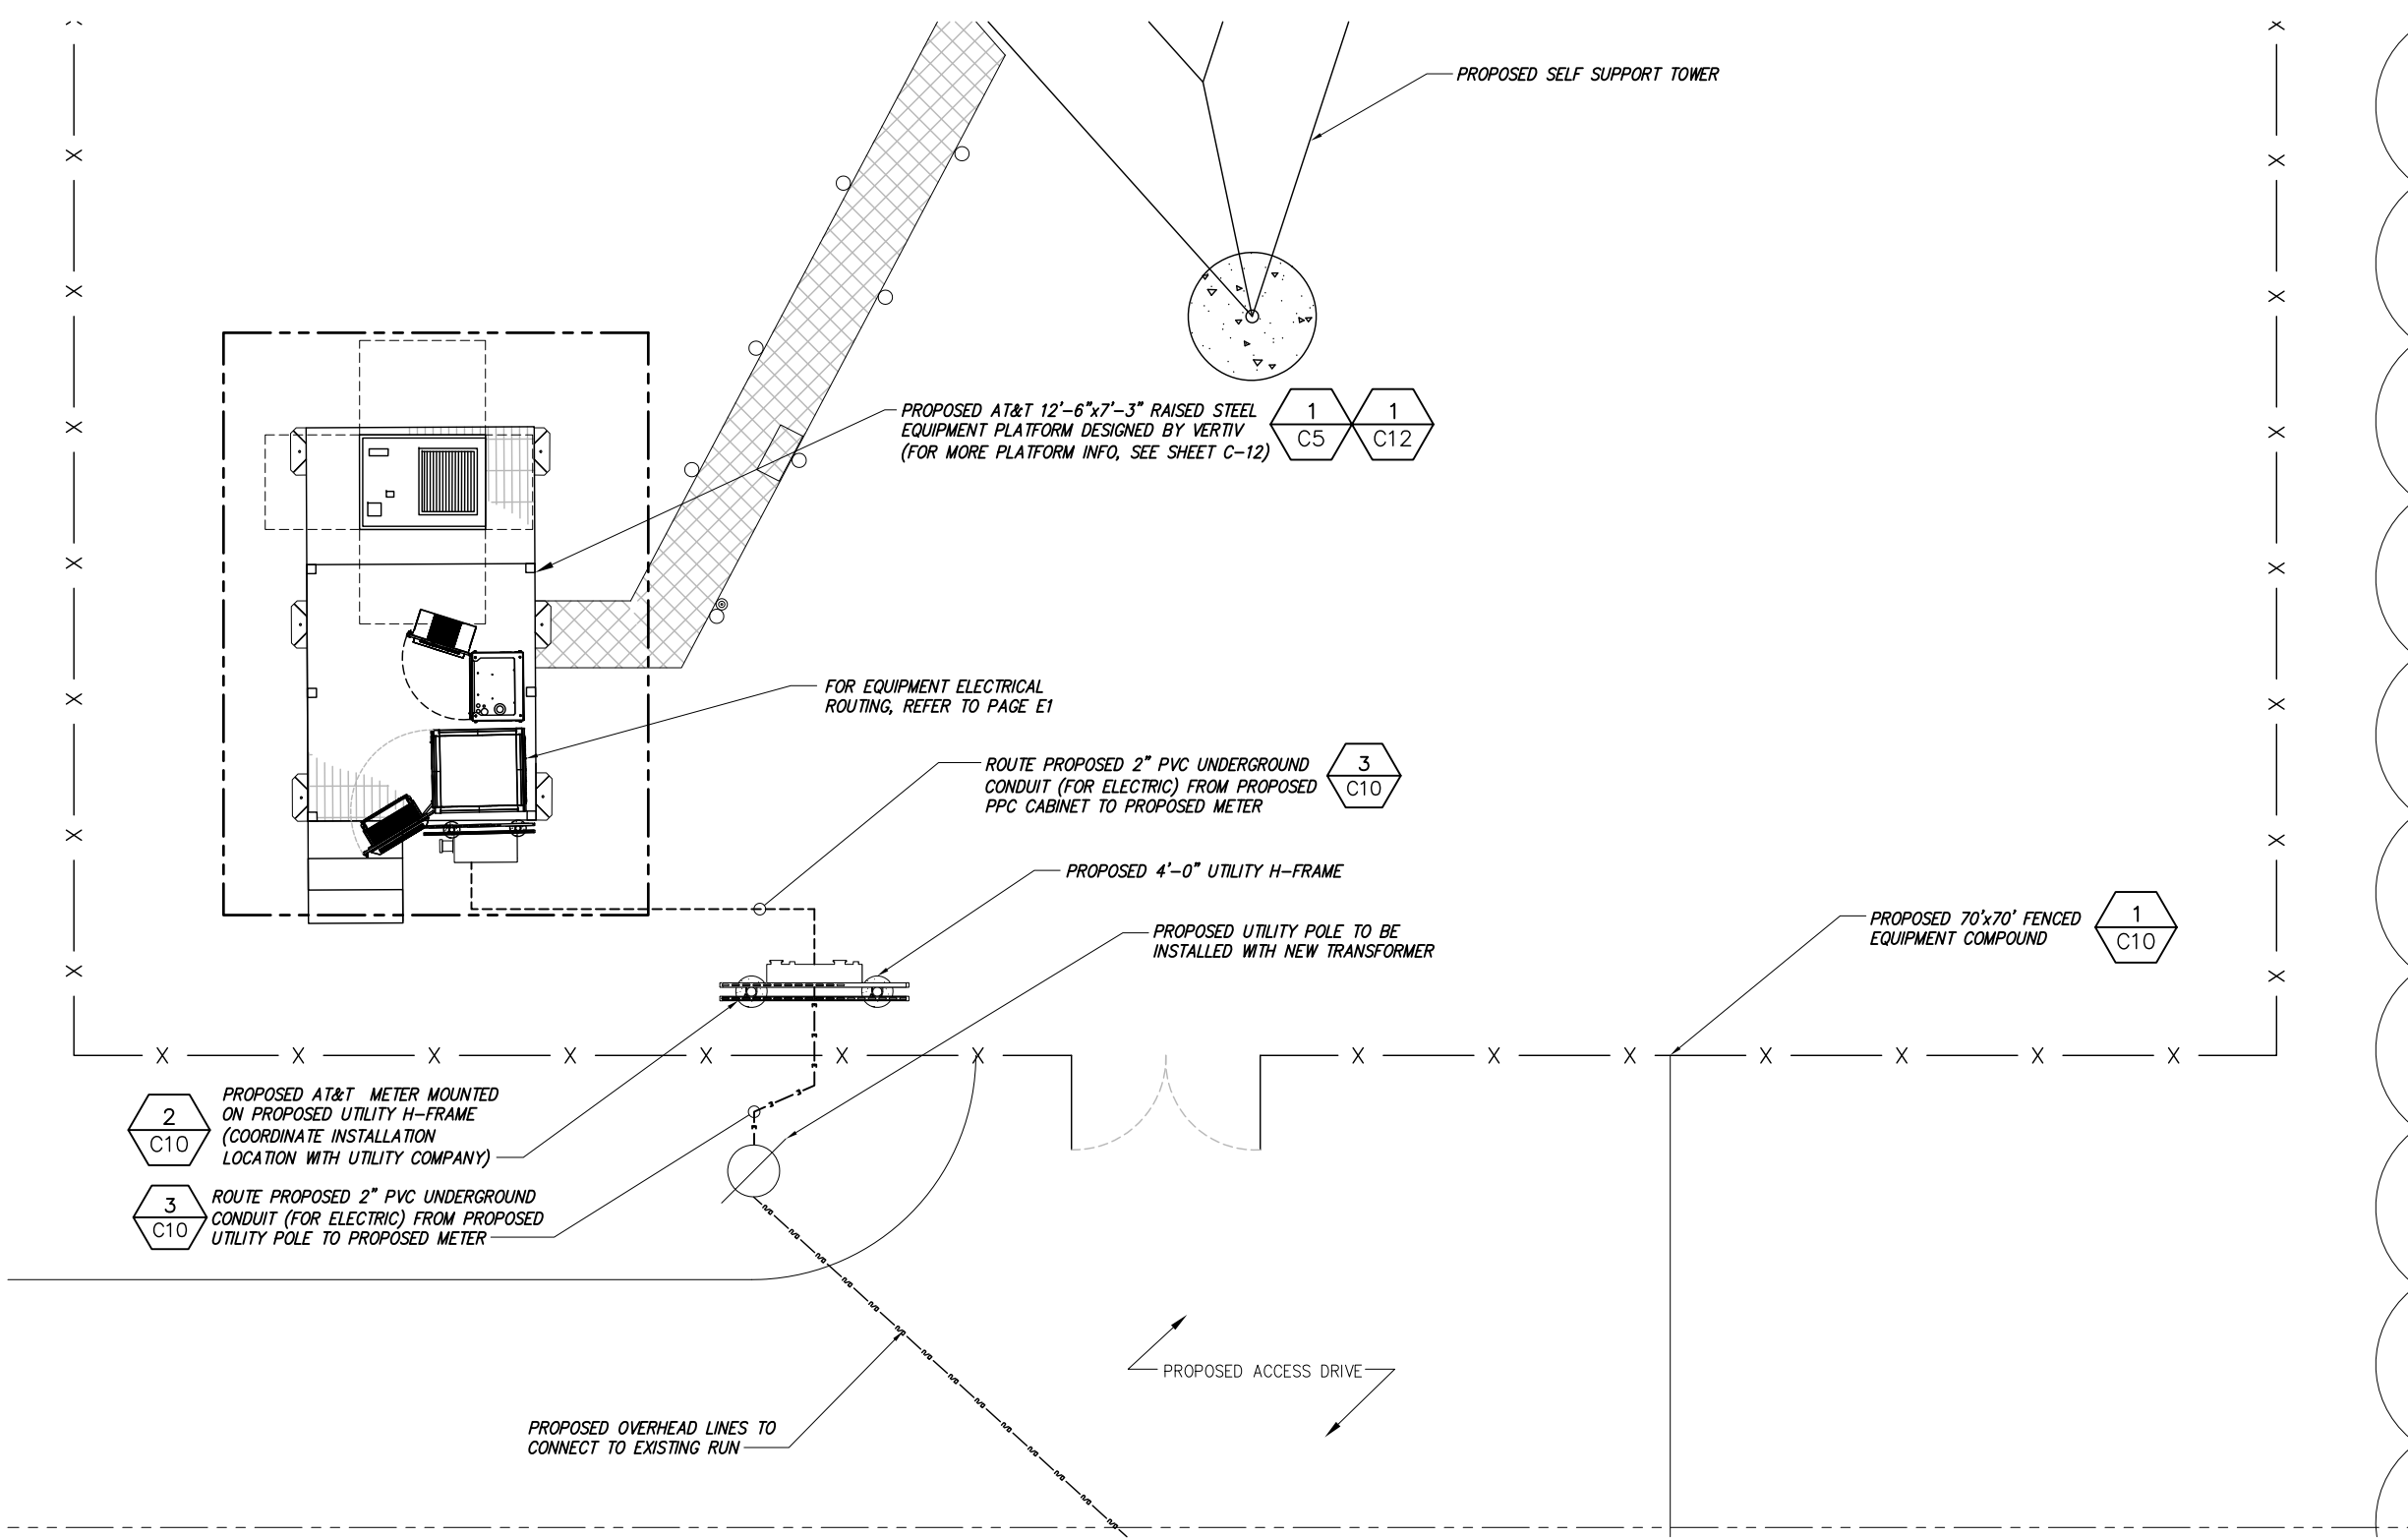 PROPOSED SELF SUPPORT TOWER
PROPOSED AT&T 12'-6"x7'-3" RAISED STEEL
EQUIPMENT PLATFORM DESIGNED BY VERTIV
(FOR MORE PLATFORM INFO, SEE SHEET C-12)
1
C5
1
C12
FOR EQUIPMENT ELECTRICAL
ROUTING, REFER TO PAGE E1
ROUTE PROPOSED 2" PVC UNDERGROUND
CONDUIT (FOR ELECTRIC) FROM PROPOSED
PPC CABINET TO PROPOSED METER
3
C10
PROPOSED 4'-0" UTILITY H-FRAME
PROPOSED UTILITY POLE TO BE
INSTALLED WITH NEW TRANSFORMER
PROPOSED 70'x70' FENCED
EQUIPMENT COMPOUND
1
C10
2
C10
PROPOSED AT&T METER MOUNTED
ON PROPOSED UTILITY H-FRAME
(COORDINATE INSTALLATION
LOCATION WITH UTILITY COMPANY)
3
C10
ROUTE PROPOSED 2" PVC UNDERGROUND
CONDUIT (FOR ELECTRIC) FROM PROPOSED
UTILITY POLE TO PROPOSED METER
PROPOSED ACCESS DRIVE
PROPOSED OVERHEAD LINES TO
CONNECT TO EXISTING RUN